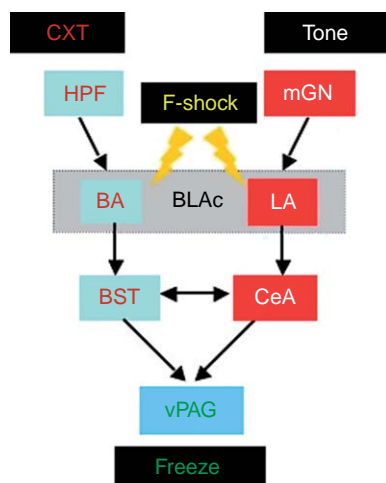 CXT
Tone
HPF
F-shock
mGN
BA
BLAc
LA
BST
CeA
vPAG
Freeze